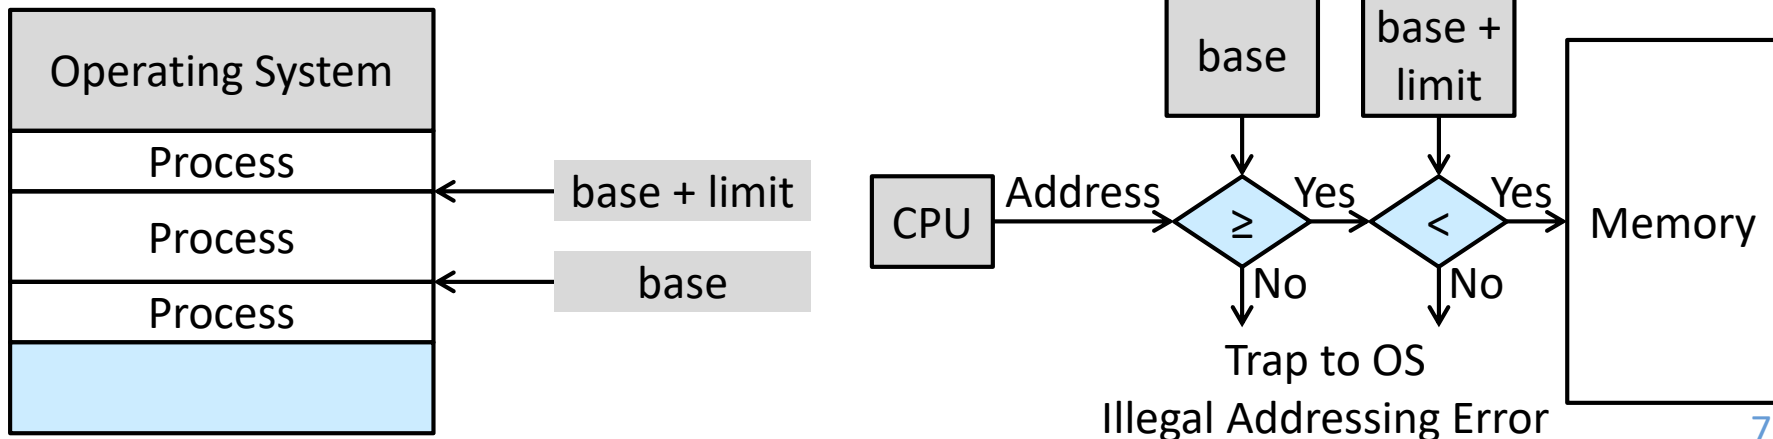 Operating System
Process
Process
Process
base + limit
base
base
base +
limit
CPU
Address
≥
Yes
<
Yes
Memory
No
No
Trap to OS
Illegal Addressing Error
7